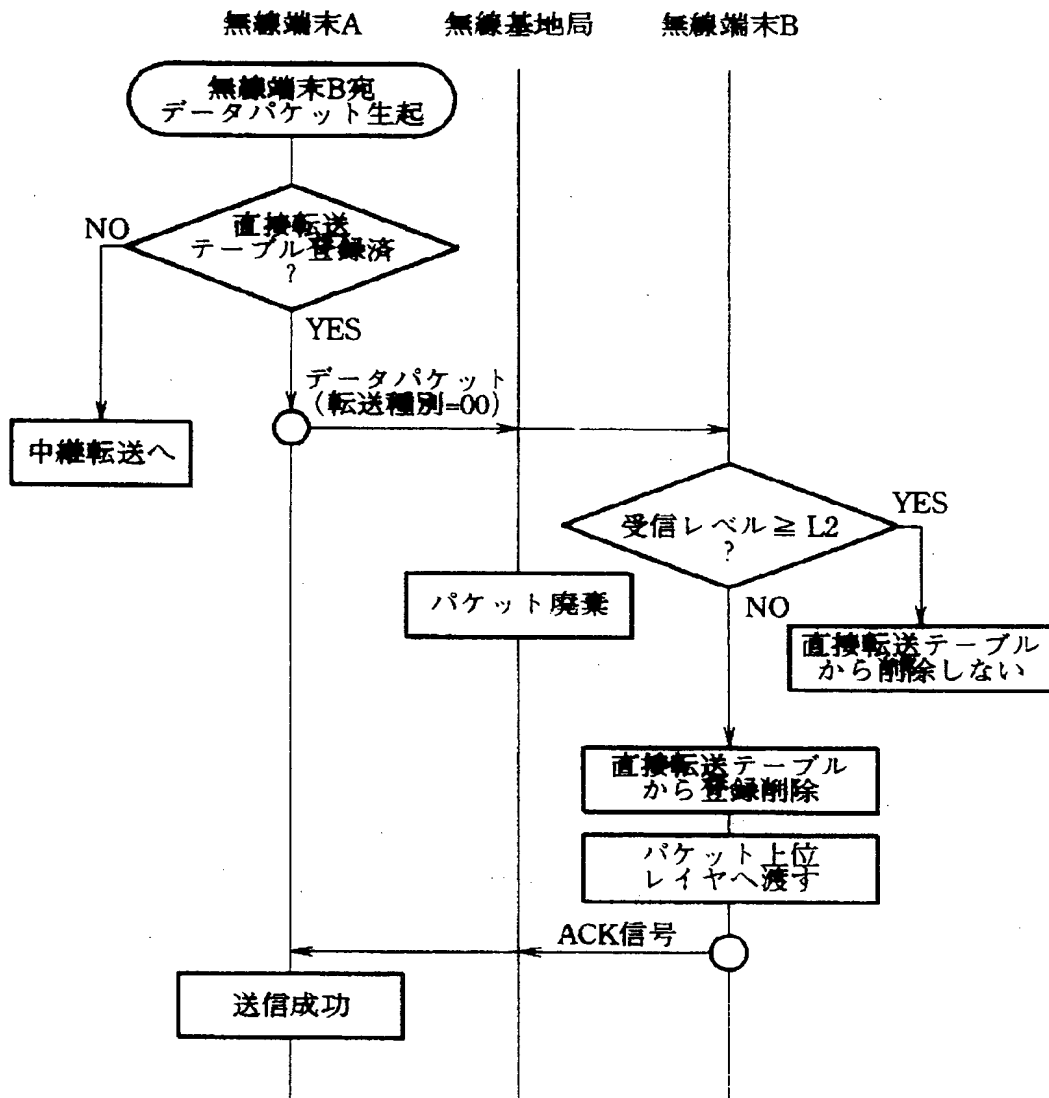 無線端末A 無線基地局 無線端末B
無線端末B宛
データパケット生起
NO
直接転送
テーブル登録済
?
YES
データパケット
(転送種別=00)
中継転送へ
受信レベル≧L2
?
YES
パケット廃棄
NO
直接転送テーブル
から削除しない
直接転送テーブル
から登録削除
パケット上位
レイヤへ渡す
ACK信号
送信成功